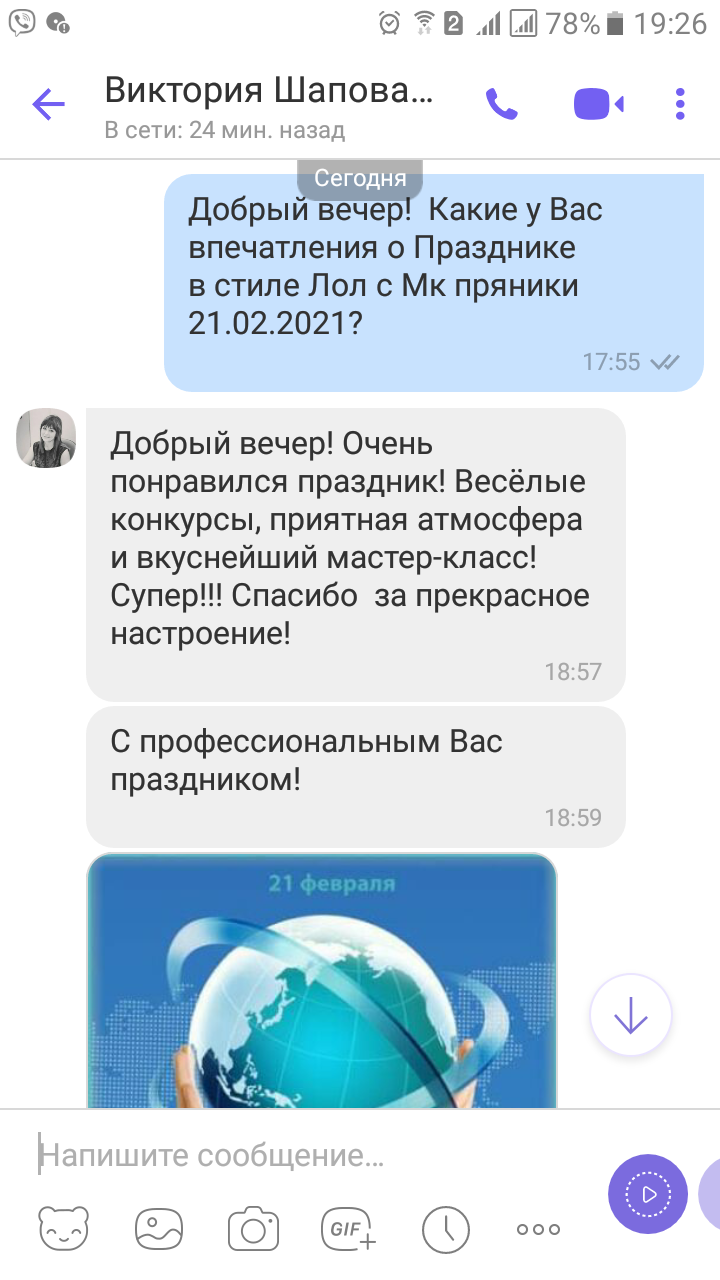 2 78% 19:26
Виктория Шапова...
В сети: 24 мин. назад
Сегодня
Добрый вечер!  Какие у Вас
впечатления о Празднике
в стиле Лол с Мк пряники
21.02.2021?
17:55
Добрый вечер! Очень
понравился праздник! Весёлые
конкурсы, приятная атмосфера
и вкуснейший мастер-класс!
Супер!!! Спасибо  за прекрасное
настроение!
18:57
С профессиональным Вас
праздником!
18:59
21 февраля
Напишите сообщение...
GIF